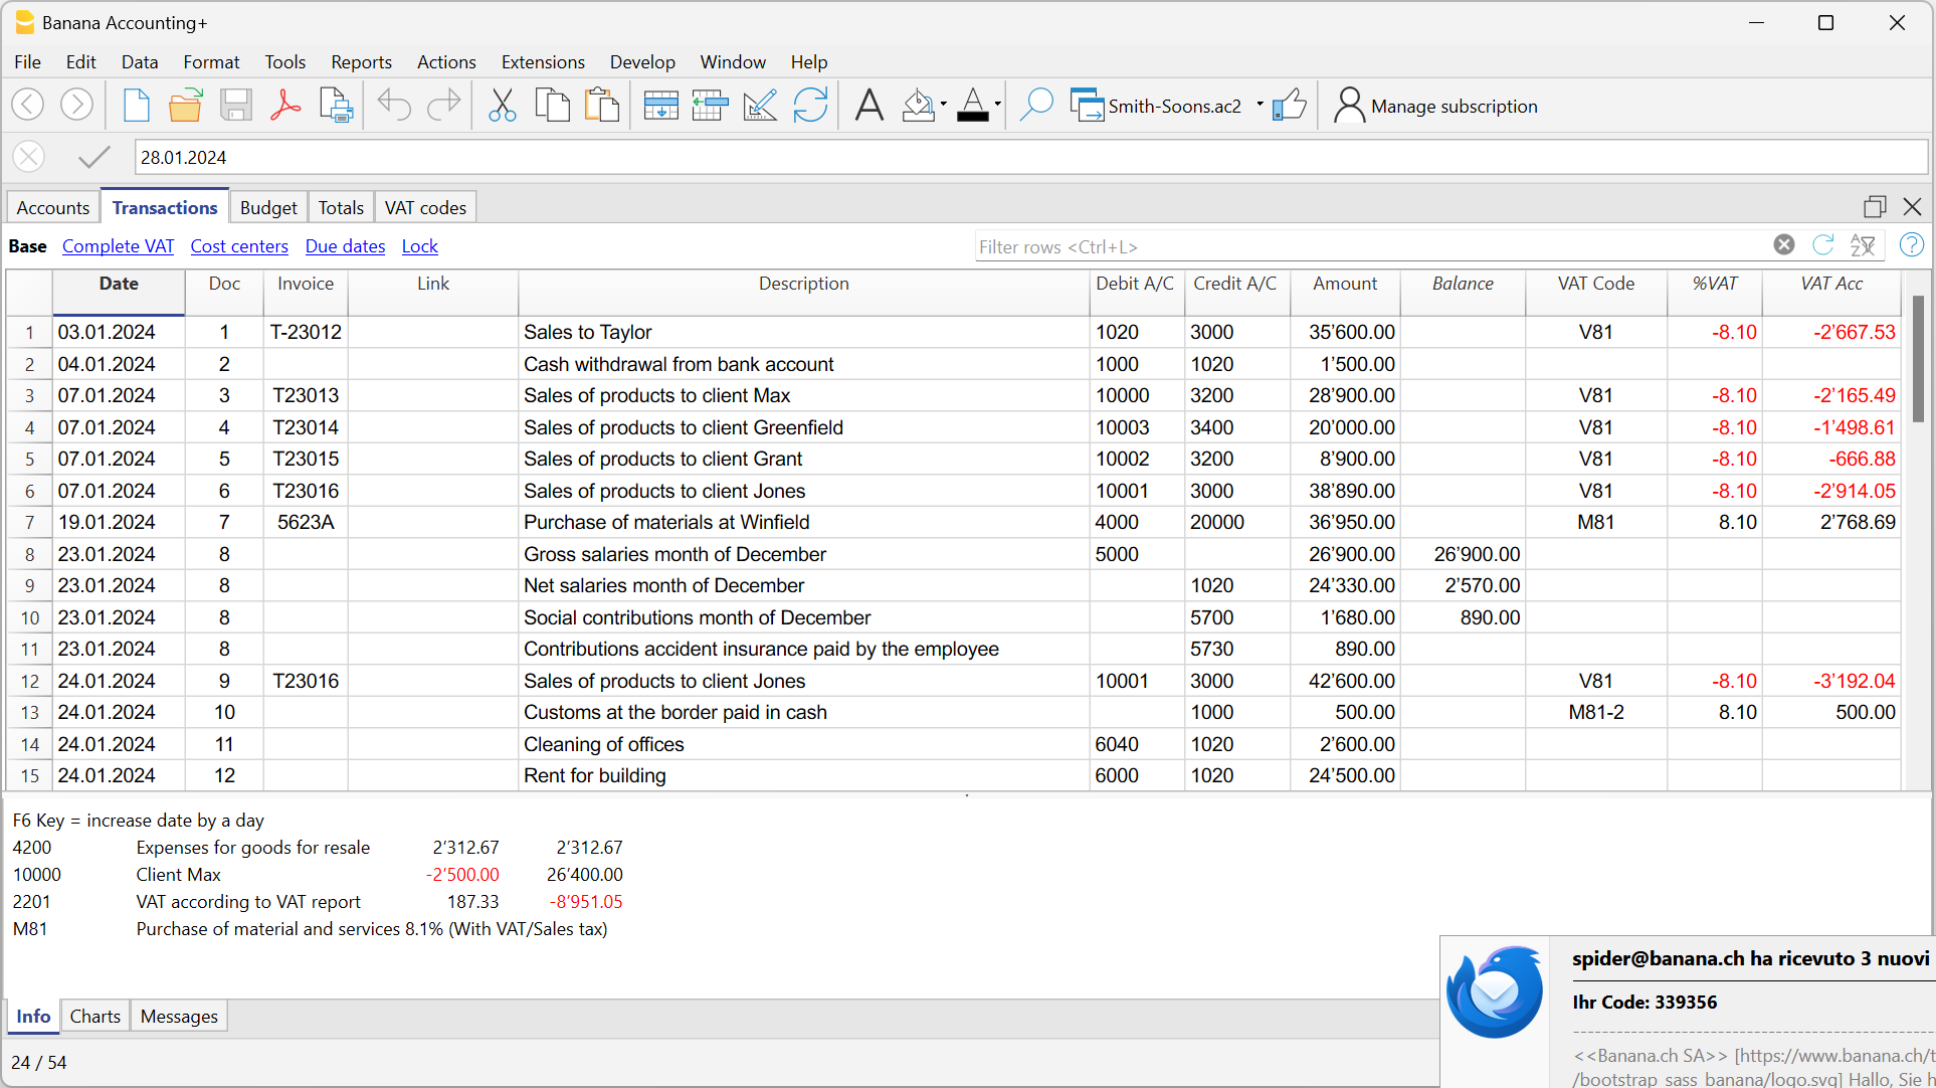 Banana Accounting+
File Edit Data Format Tools Reports Actions Extensions Develop Window Help
Smith-Soons.ac2 Manage subscription
28.01.2024
Accounts Transactions Budget Totals VAT codes
Base Complete VAT Cost centers Due dates Lock Filter rows <Ctrl+L>
Date Doc Invoice Link Description Debit A/C Credit A/C Amount Balance VAT Code %VAT VAT Acc
1 03.01.2024 1 T-23012 Sales to Taylor 1020 3000 35'600.00 V81 -8.10 -2'667.53
2 04.01.2024 2 Cash withdrawal from bank account 1000 1020 1'500.00
3 07.01.2024 3 T23013 Sales of products to client Max 10000 3200 28'900.00 V81 -8.10 -2'165.49
4 07.01.2024 4 T23014 Sales of products to client Greenfield 10003 3400 20'000.00 V81 -8.10 -1'498.61
5 07.01.2024 5 T23015 Sales of products to client Grant 10002 3200 8'900.00 V81 -8.10 -666.88
6 07.01.2024 6 T23016 Sales of products to client Jones 10001 3000 38'890.00 V81 -8.10 -2'914.05
7 19.01.2024 7 5623A Purchase of materials at Winfield 4000 20000 36'950.00 M81 8.10 2'768.69
8 23.01.2024 8 Gross salaries month of December 5000 26'900.00 26'900.00
9 23.01.2024 8 Net salaries month of December 1020 24'330.00 2'570.00
10 23.01.2024 8 Social contributions month of December 5700 1'680.00 890.00
11 23.01.2024 8 Contributions accident insurance paid by the employee 5730 890.00
12 24.01.2024 9 T23016 Sales of products to client Jones 10001 3000 42'600.00 V81 -8.10 -3'192.04
13 24.01.2024 10 Customs at the border paid in cash 1000 500.00 M81-2 8.10 500.00
14 24.01.2024 11 Cleaning of offices 6040 1020 2'600.00
15 24.01.2024 12 Rent for building 6000 1020 24'500.00
F6 Key = increase date by a day
4200 Expenses for goods for resale 2'312.67 2'312.67
10000 Client Max -2'500.00 26'400.00
2201 VAT according to VAT report 187.33 -8'951.05
M81 Purchase of material and services 8.1% (With VAT/Sales tax)
spider@banana.ch ha ricevuto 3 nuovi
Ihr Code: 339356
<<Banana.ch SA>> [https://www.banana.ch/t
/bootstrap_sass_banana/logo.svg] Hallo, Sie h
Info Charts Messages
24 / 54